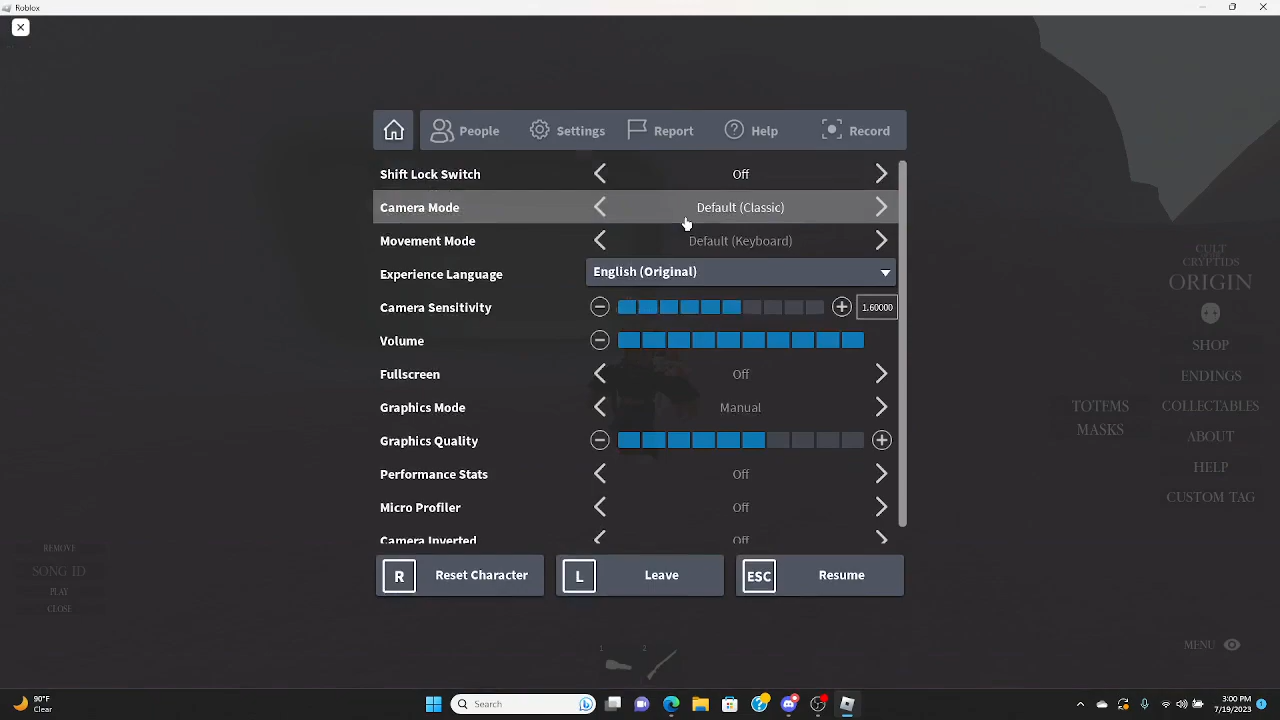 Roblox
People
Settings
Report
Help
Record
Shift Lock Switch
Off
Camera Mode
Default (Classic)
Movement Mode
Default (Keyboard)
Experience Language
English (Original)
Camera Sensitivity
1.60000
Volume
Fullscreen
Off
Graphics Mode
Manual
Graphics Quality
Performance Stats
Off
Micro Profiler
Off
Camera Inverted
Off
R
Reset Character
L
Leave
ESC
Resume
CULT
CRYPTIDS
ORIGIN
SHOP
ENDINGS
COLLECTABLES
ABOUT
HELP
CUSTOM TAG
TOTEMS
MASKS
REMOVE
SONG ID
PLAY
CLOSE
1
2
MENU
90°F
Clear
Search
3:00 PM
7/19/2023